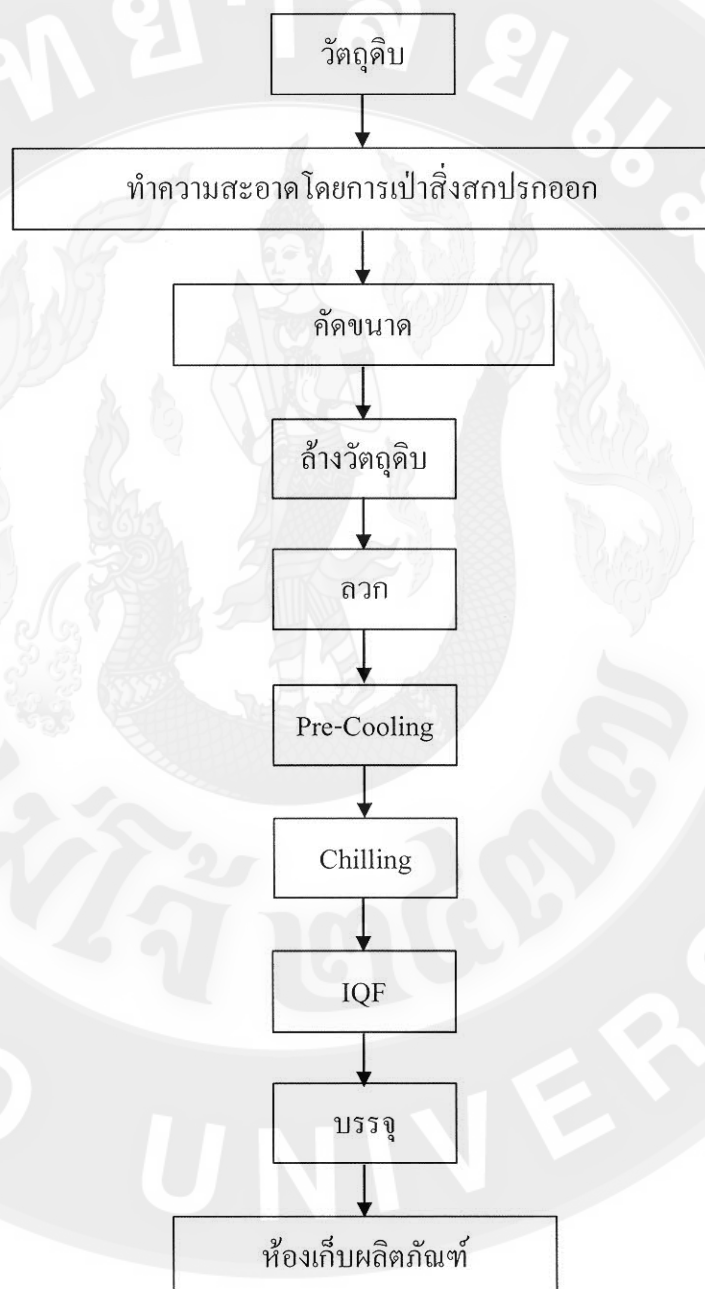 วัตถุดิบ
ทำความสะอาดโดยการเป่าสิ่งสกปรกออก
คัดขนาด
ล้างวัตถุดิบ
ลวก
Pre-Cooling
Chilling
IQF
บรรจุ
ห้องเก็บผลิตภัณฑ์